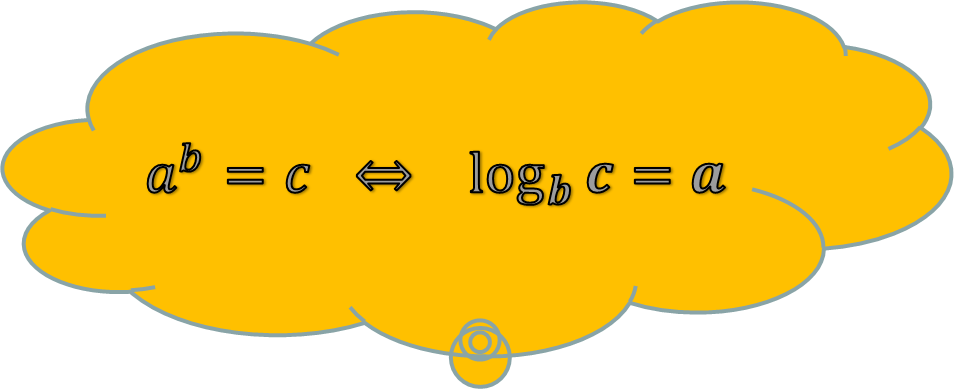 a^b = c ⇔ log_b c = a